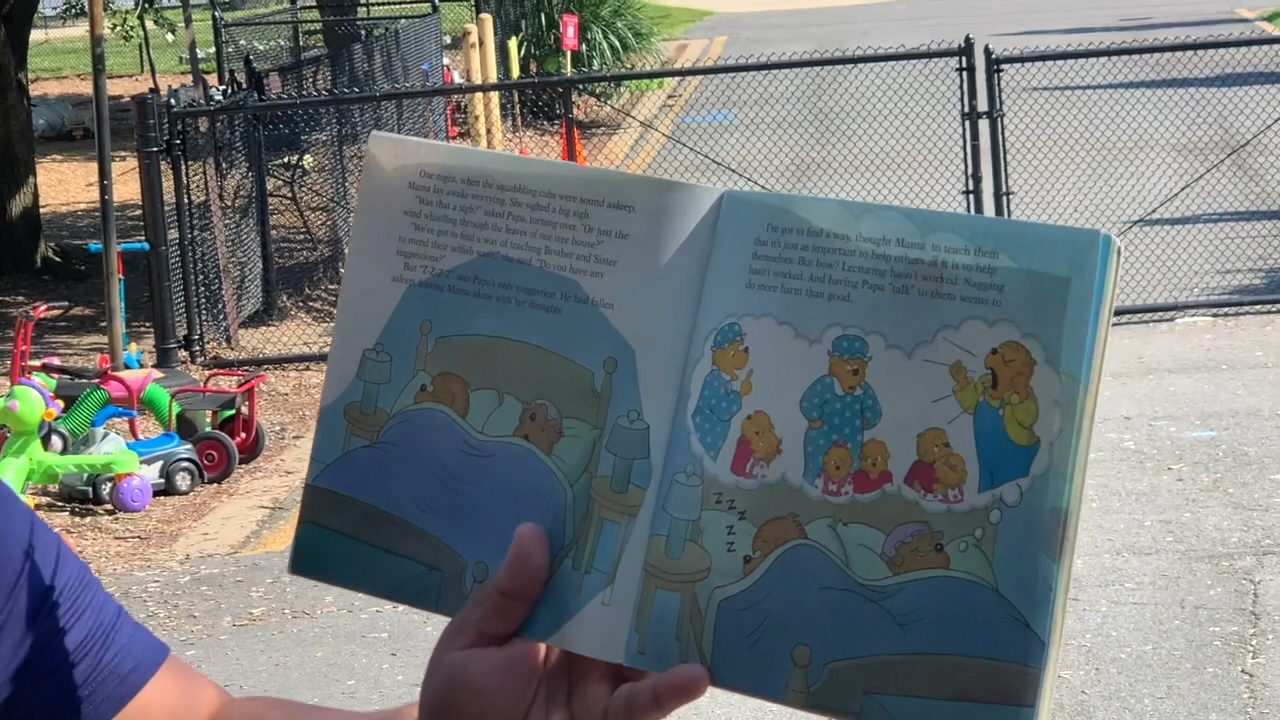 One night, when the squabbling cubs were sound asleep,
Mama lay awake worrying. She sighed a big sigh.
"Was that a sigh?" asked Papa, turning over. "Or just the
wind whistling through the leaves of our tree house?"
"We've got to find a way of teaching Brother and Sister
to mend their selfish ways," she said. "Do you have any
suggestions?"
But "Z-Z-Z-Z" was Papa's only suggestion. He had fallen
asleep, leaving Mama alone with her thoughts.
I've got to find a way, thought Mama, to teach them
that it's just as important to help others as it is to help
themselves. But how? Lecturing hasn't worked. Nagging
hasn't worked. And having Papa "talk" to them seems to
do more harm than good.
Z
Z
Z
Z
Z